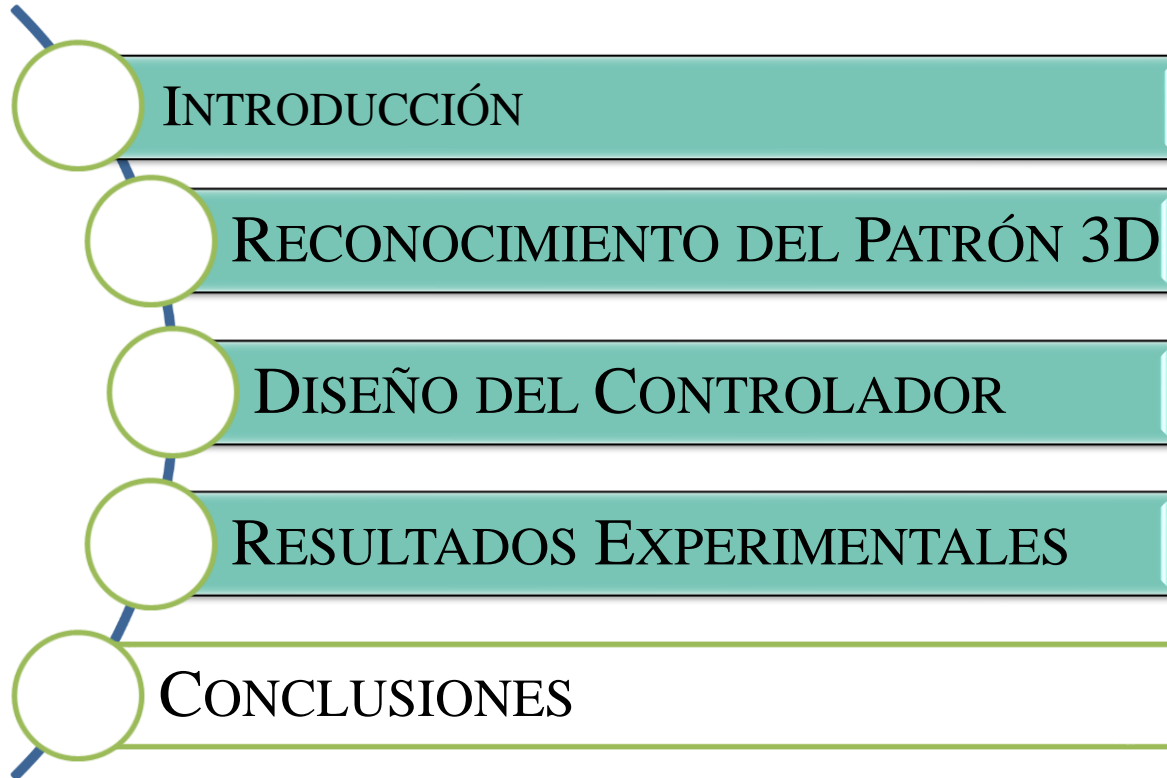 INTRODUCCIÓN
RECONOCIMIENTO DEL PATRÓN 3D
DISEÑO DEL CONTROLADOR
RESULTADOS EXPERIMENTALES
CONCLUSIONES